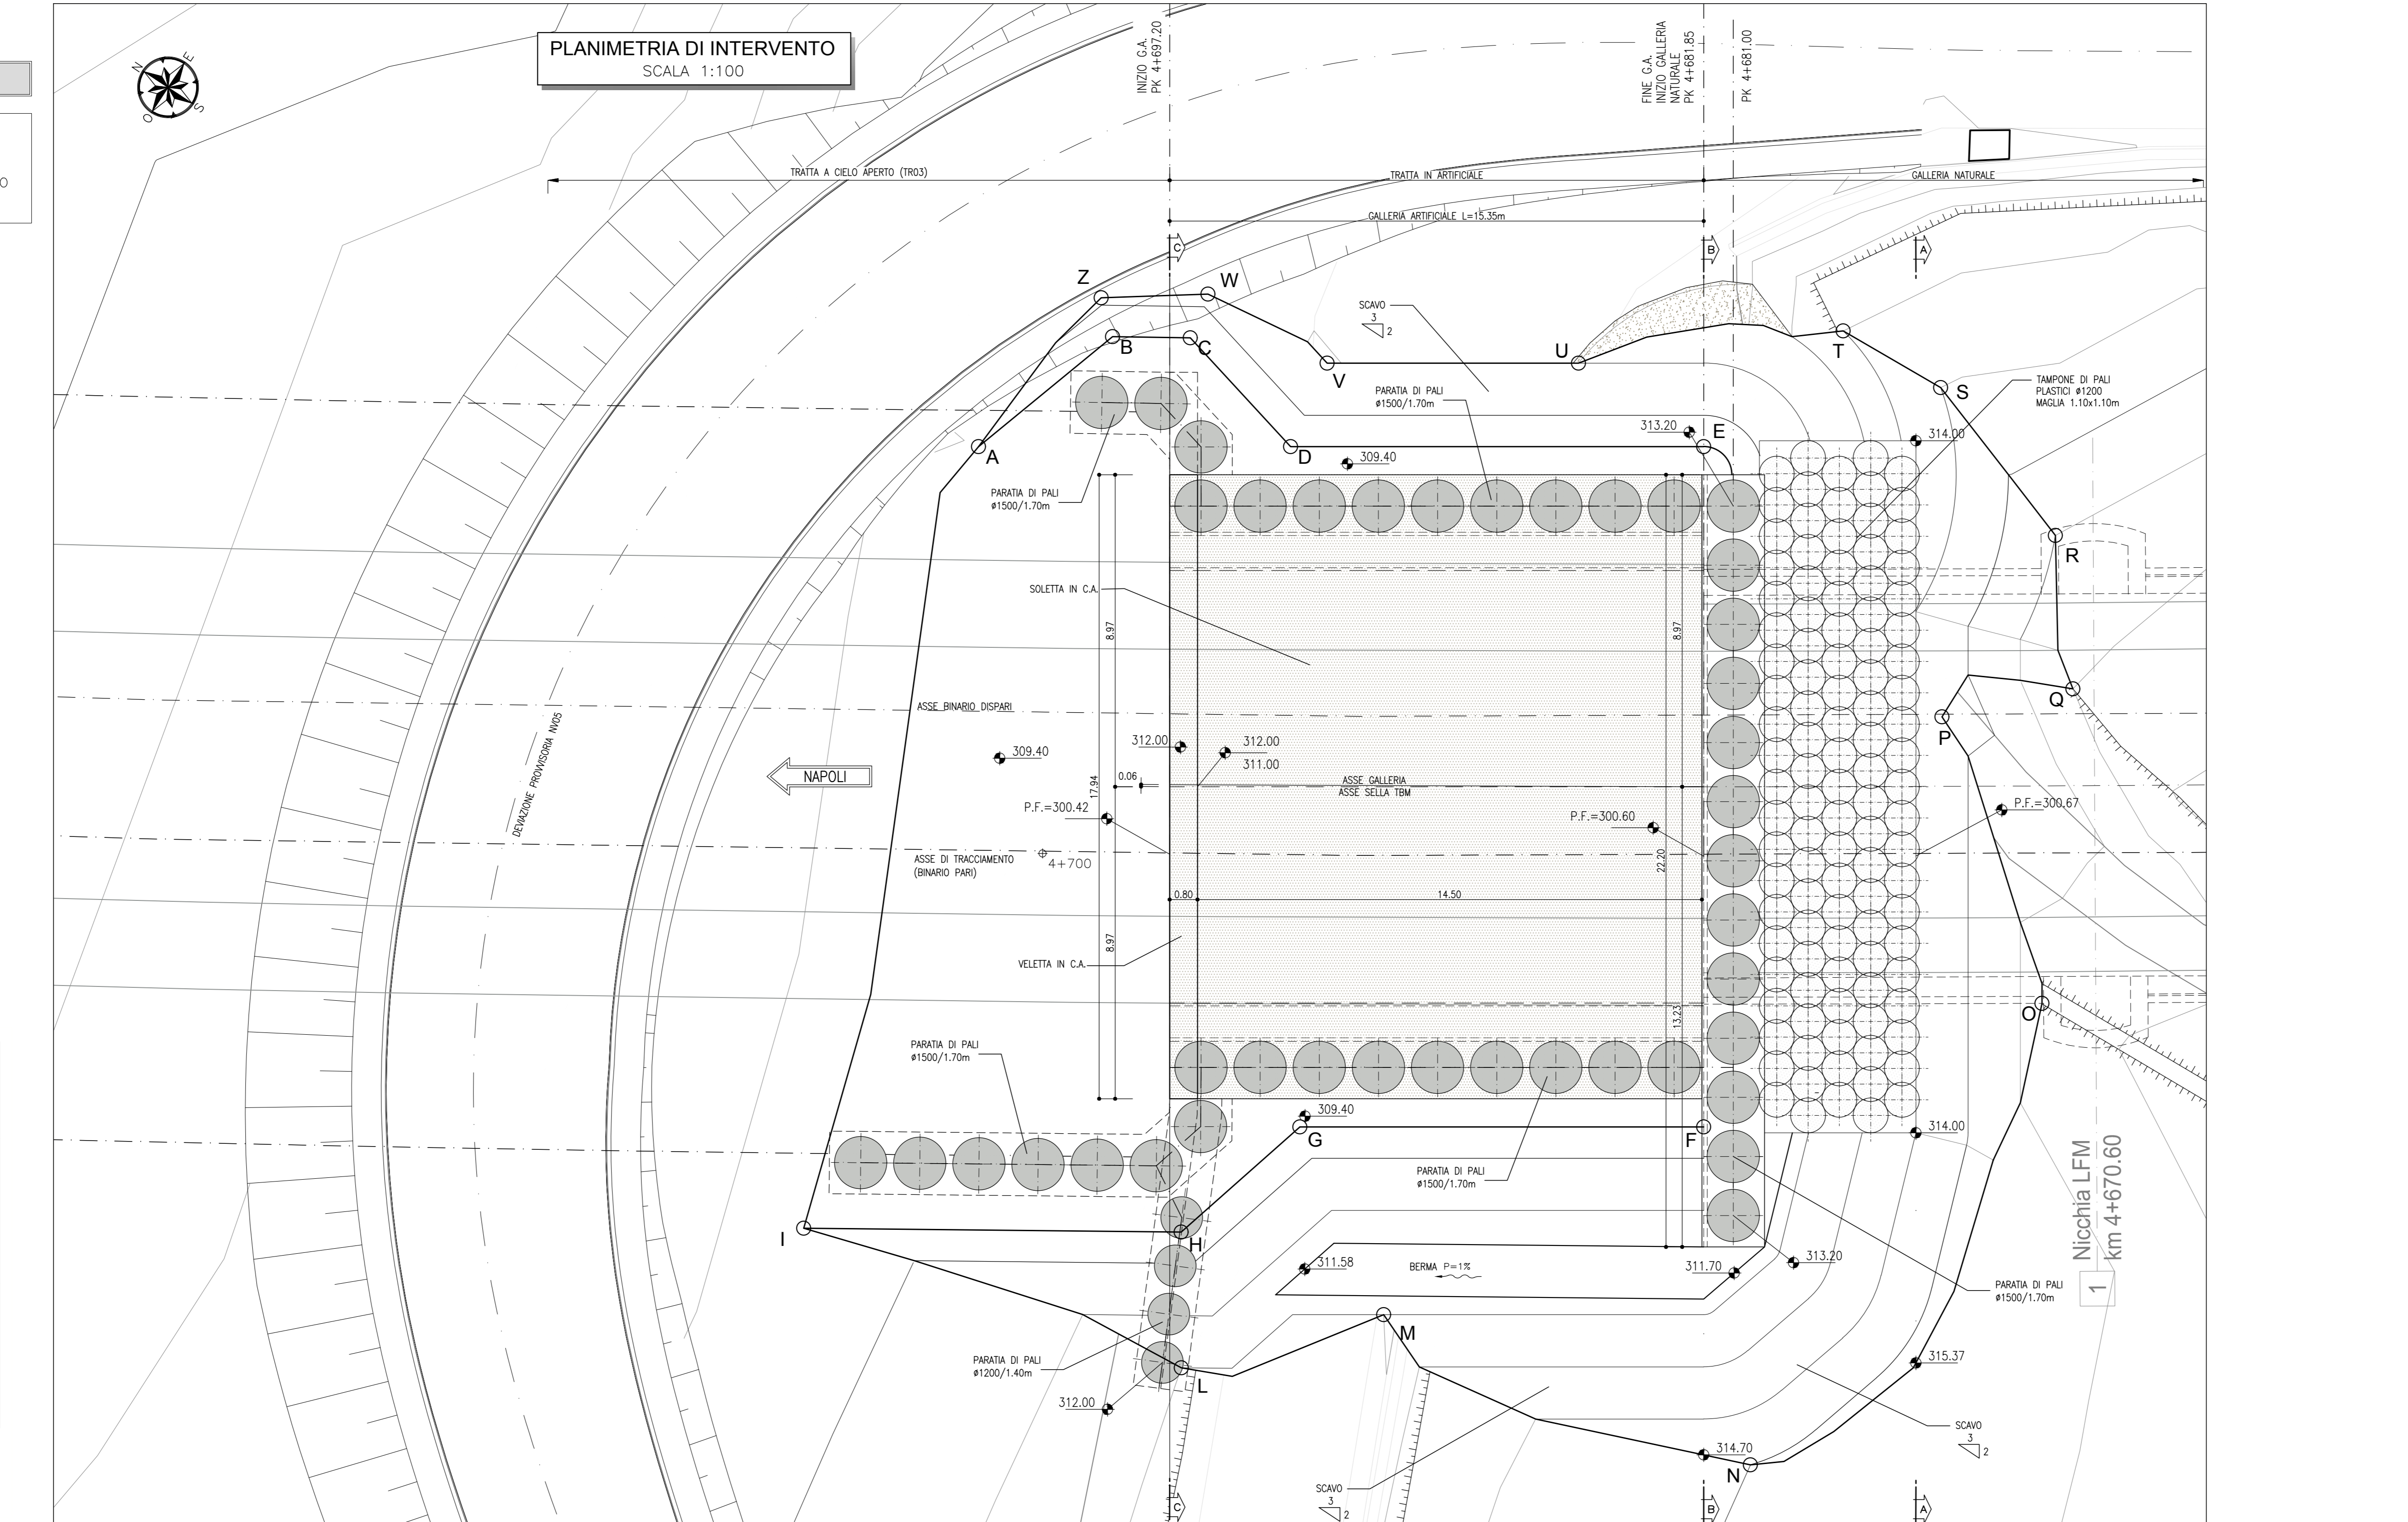 PLANIMETRIA DI INTERVENTO
SCALA 1:100
N
E
S
O
INIZIO G.A.
PK 4+697.20
FINE G.A.
INIZIO GALLERIA
NATURALE
PK 4+681.85
PK 4+681.00
TRATTA A CIELO APERTO (TR03)
TRATTA IN ARTIFICIALE
GALLERIA NATURALE
GALLERIA ARTIFICIALE L=15.35m
C
B
A
Z
W
B
C
V
U
T
S
SCAVO
3
2
PARATIA DI PALI
ø1500/1.70m
TAMPONE DI PALI
PLASTICI ø1200
MAGLIA 1.10x1.10m
A
D
E
313.20
314.00
309.40
PARATIA DI PALI
ø1500/1.70m
R
SOLETTA IN C.A.
8.97
8.97
ASSE BINARIO DISPARI
Q
P
DEVIAZIONE PROVVISORIA NV05
309.40
312.00
312.00
311.00
NAPOLI
17.94
0.06
ASSE GALLERIA
ASSE SELLA TBM
P.F.=300.42
P.F.=300.60
P.F.=300.67
ASSE DI TRACCIAMENTO
(BINARIO PARI)
4+700
22.20
0.80
14.50
8.97
VELETTA IN C.A.
13.23
O
PARATIA DI PALI
ø1500/1.70m
309.40
G
F
314.00
PARATIA DI PALI
ø1500/1.70m
I
H
311.58
BERMA P=1%
311.70
313.20
PARATIA DI PALI
ø1500/1.70m
1
Nicchia LFM
km 4+670.60
M
PARATIA DI PALI
ø1200/1.40m
L
312.00
315.37
SCAVO
3
2
314.70
N
SCAVO
3
2
C
B
A
O